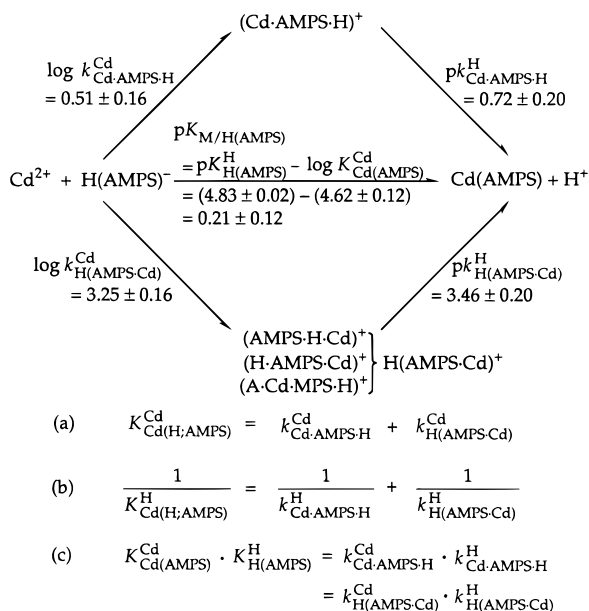 (Cd·AMPS·H)⁺
log k^Cd_Cd·AMPS·H
= 0.51 ± 0.16
pk^H_Cd·AMPS·H
= 0.72 ± 0.20
pK_M/H(AMPS)
= pK^H_H(AMPS) − log K^Cd_Cd(AMPS)
Cd²⁺ + H(AMPS)⁻
Cd(AMPS) + H⁺
= (4.83 ± 0.02) − (4.62 ± 0.12)
= 0.21 ± 0.12
log k^Cd_H(AMPS·Cd)
= 3.25 ± 0.16
pk^H_H(AMPS·Cd)
= 3.46 ± 0.20
(AMPS·H·Cd)⁺
(H·AMPS·Cd)⁺ } H(AMPS·Cd)⁺
(A·Cd·MPS·H)⁺
(a) K^Cd_Cd(H;AMPS) = k^Cd_Cd·AMPS·H + k^Cd_H(AMPS·Cd)
(b) 1/K^H_Cd(H;AMPS) = 1/k^H_Cd·AMPS·H + 1/k^H_H(AMPS·Cd)
(c) K^Cd_Cd(AMPS) · K^H_H(AMPS) = k^Cd_Cd·AMPS·H · k^H_Cd·AMPS·H
= k^Cd_H(AMPS·Cd) · k^H_H(AMPS·Cd)